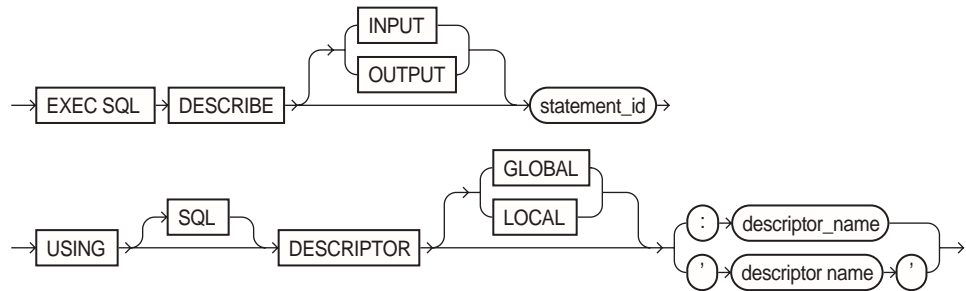 INPUT
OUTPUT
EXEC SQL DESCRIBE statement_id
GLOBAL
SQL LOCAL : descriptor_name
USING DESCRIPTOR ' descriptor name '